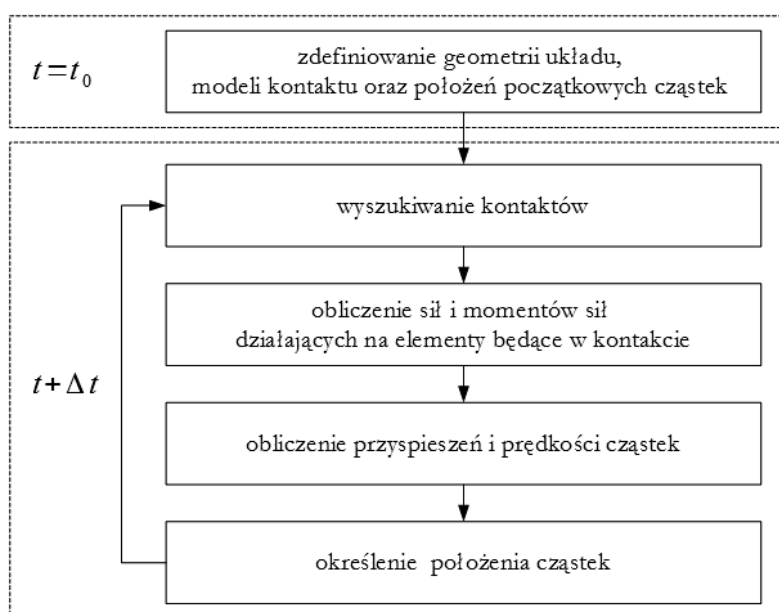 t=t₀
zdefiniowanie geometrii układu,
modeli kontaktu oraz położeń początkowych cząstek
wyszukiwanie kontaktów
obliczenie sił i momentów sił
działających na elementy będące w kontakcie
t+Δt
obliczenie przyspieszeń i prędkości cząstek
określenie położenia cząstek